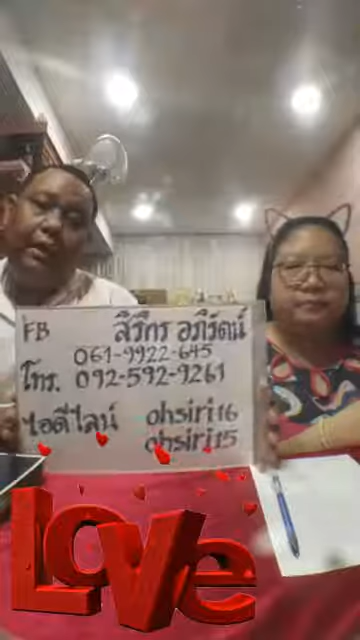 FB สิริกร อภิรัตน์
061-9922-645
โทร. 092-592-9261
ไอดีไลน์ ohsiri16
ohsiri15
Love